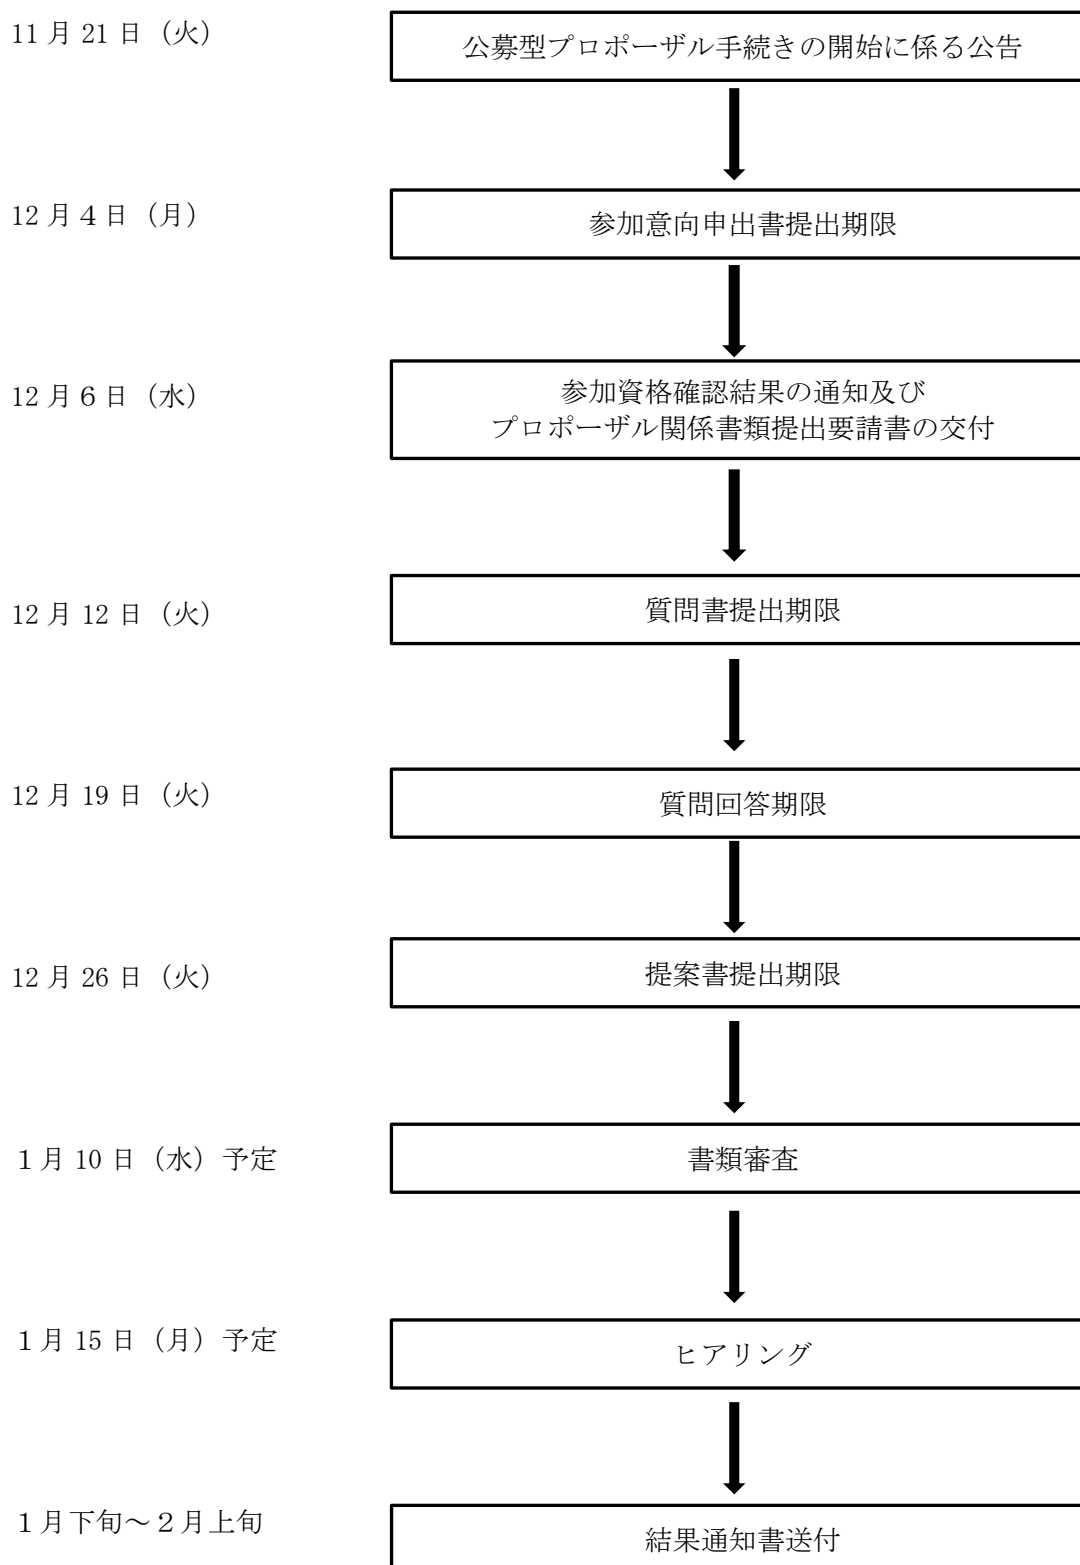 11 月 21 日（火）
公募型プロポーザル手続きの開始に係る公告
12 月４日（月）
参加意向申出書提出期限
12 月６日（水）
参加資格確認結果の通知及び
プロポーザル関係書類提出要請書の交付
12 月 12 日（火）
質問書提出期限
12 月 19 日（火）
質問回答期限
12 月 26 日（火）
提案書提出期限
１月 10 日（水）予定
書類審査
１月 15 日（月）予定
ヒアリング
１月下旬～２月上旬
結果通知書送付